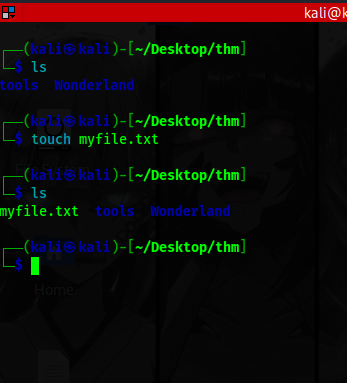 kali@k
┌──(kali㉿kali)-[~/Desktop/thm]
└─$ ls
tools  Wonderland
┌──(kali㉿kali)-[~/Desktop/thm]
└─$ touch myfile.txt
┌──(kali㉿kali)-[~/Desktop/thm]
└─$ ls
myfile.txt  tools  Wonderland
┌──(kali㉿kali)-[~/Desktop/thm]
└─$
Home